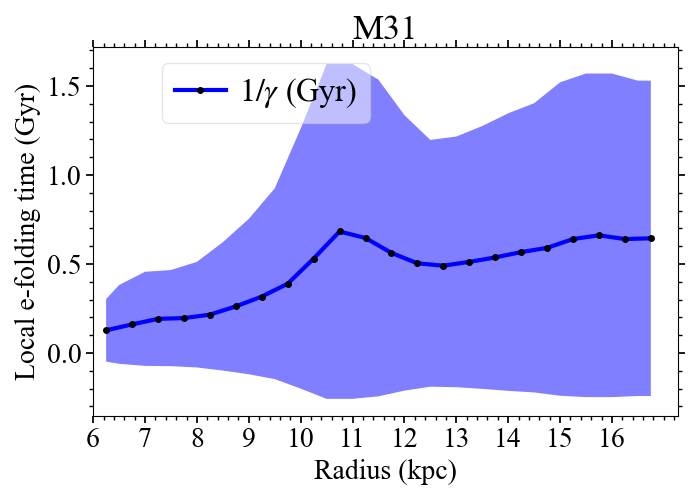 M31
1/γ (Gyr)
Local e-folding time (Gyr)
1.5
1.0
0.5
0.0
6 7 8 9 10 11 12 13 14 15 16
Radius (kpc)